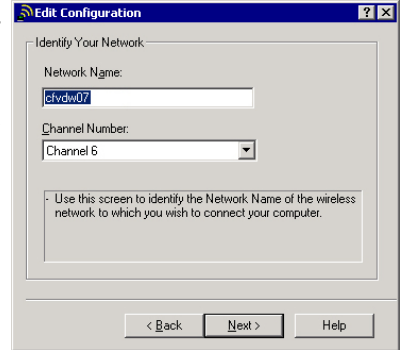 Edit Configuration
Identify Your Network
Network Name:
cfvdw07
Channel Number:
Channel 6
- Use this screen to identify the Network Name of the wireless
network to which you wish to connect your computer.
< Back
Next >
Help